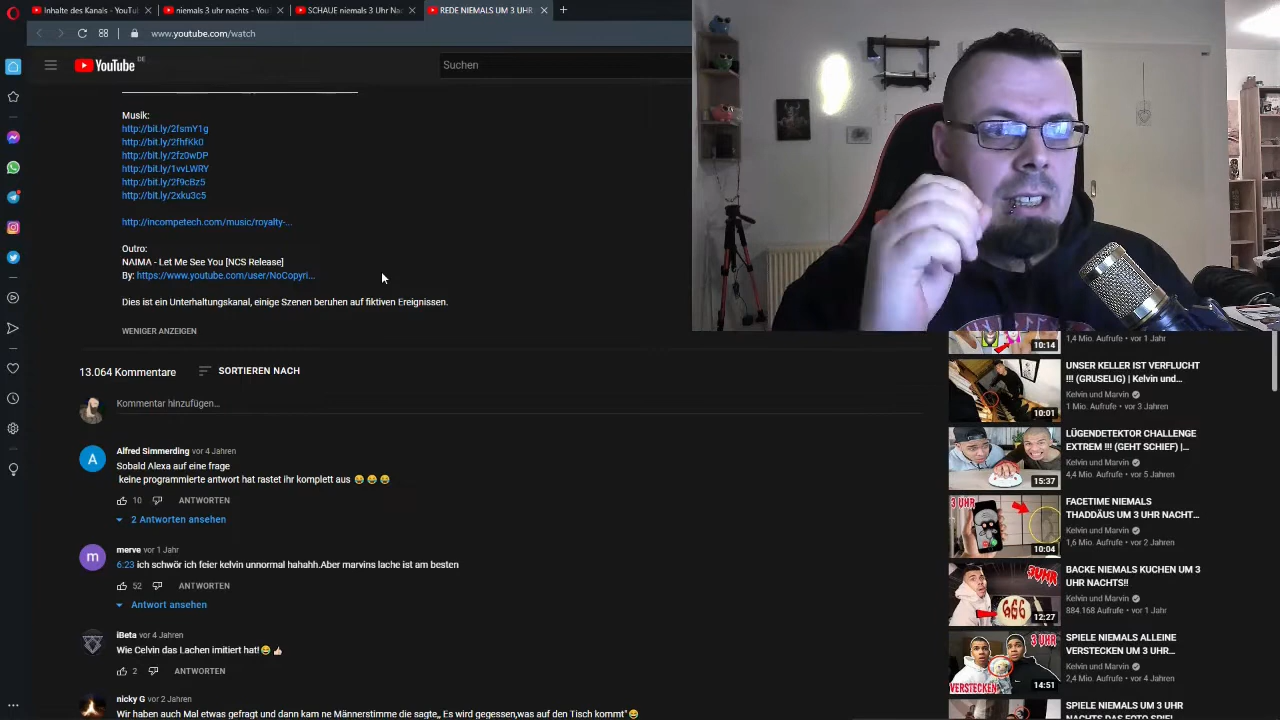 Inhalte des Kanals - YouTu
niemals 3 uhr nachts - You
SCHAUE niemals 3 Uhr Na
REDE NIEMALS UM 3 UHR
www.youtube.com/watch
YouTube DE
Suchen
Musik:
http://bit.ly/2fsmY1g
http://bit.ly/2fhfKk0
http://bit.ly/2fz0wDP
http://bit.ly/1vvLWRY
http://bit.ly/2f9cBz5
http://bit.ly/2xku3c5
http://incompetech.com/music/royalty-...
Outro:
NAIMA - Let Me See You [NCS Release]
By: https://www.youtube.com/user/NoCopyri...
Dies ist ein Unterhaltungskanal, einige Szenen beruhen auf fiktiven Ereignissen.
WENIGER ANZEIGEN
13.064 Kommentare
SORTIEREN NACH
Kommentar hinzufügen...
A
Alfred Simmerding vor 4 Jahren
Sobald Alexa auf eine frage
keine programmierte antwort hat rastet ihr komplett aus 😂 😂 😂
10 ANTWORTEN
2 Antworten ansehen
m
merve vor 1 Jahr
6:23 ich schwör ich feier kelvin unnormal hahahh.Aber marvins lache ist am besten
52 ANTWORTEN
Antwort ansehen
iBeta vor 4 Jahren
Wie Celvin das Lachen imitiert hat!😂👍🏻
2 ANTWORTEN
nicky G vor 2 Jahren
Wir haben auch Mal etwas gefragt und dann kam ne Männerstimme die sagte,, Es wird gegessen,was auf den Tisch kommt"😅
10:14
1,4 Mio. Aufrufe • vor 1 Jahr
10:01
UNSER KELLER IST VERFLUCHT
!!! (GRUSELIG) | Kelvin und...
Kelvin und Marvin
1 Mio. Aufrufe • vor 3 Jahren
15:37
LÜGENDETEKTOR CHALLENGE
EXTREM !!! (GEHT SCHIEF) |...
Kelvin und Marvin
4,4 Mio. Aufrufe • vor 5 Jahren
3 UHR
10:04
FACETIME NIEMALS
THADDÄUS UM 3 UHR NACHT...
Kelvin und Marvin
1,6 Mio. Aufrufe • vor 2 Jahren
3UHR
666
12:27
BACKE NIEMALS KUCHEN UM 3
UHR NACHTS!!
Kelvin und Marvin
884.168 Aufrufe • vor 1 Jahr
3 UHR
VERSTECKEN
14:51
SPIELE NIEMALS ALLEINE
VERSTECKEN UM 3 UHR...
Kelvin und Marvin
2,4 Mio. Aufrufe • vor 4 Jahren
SPIELE NIEMALS UM 3 UHR
NACHTS DAS FOTO SPIEL